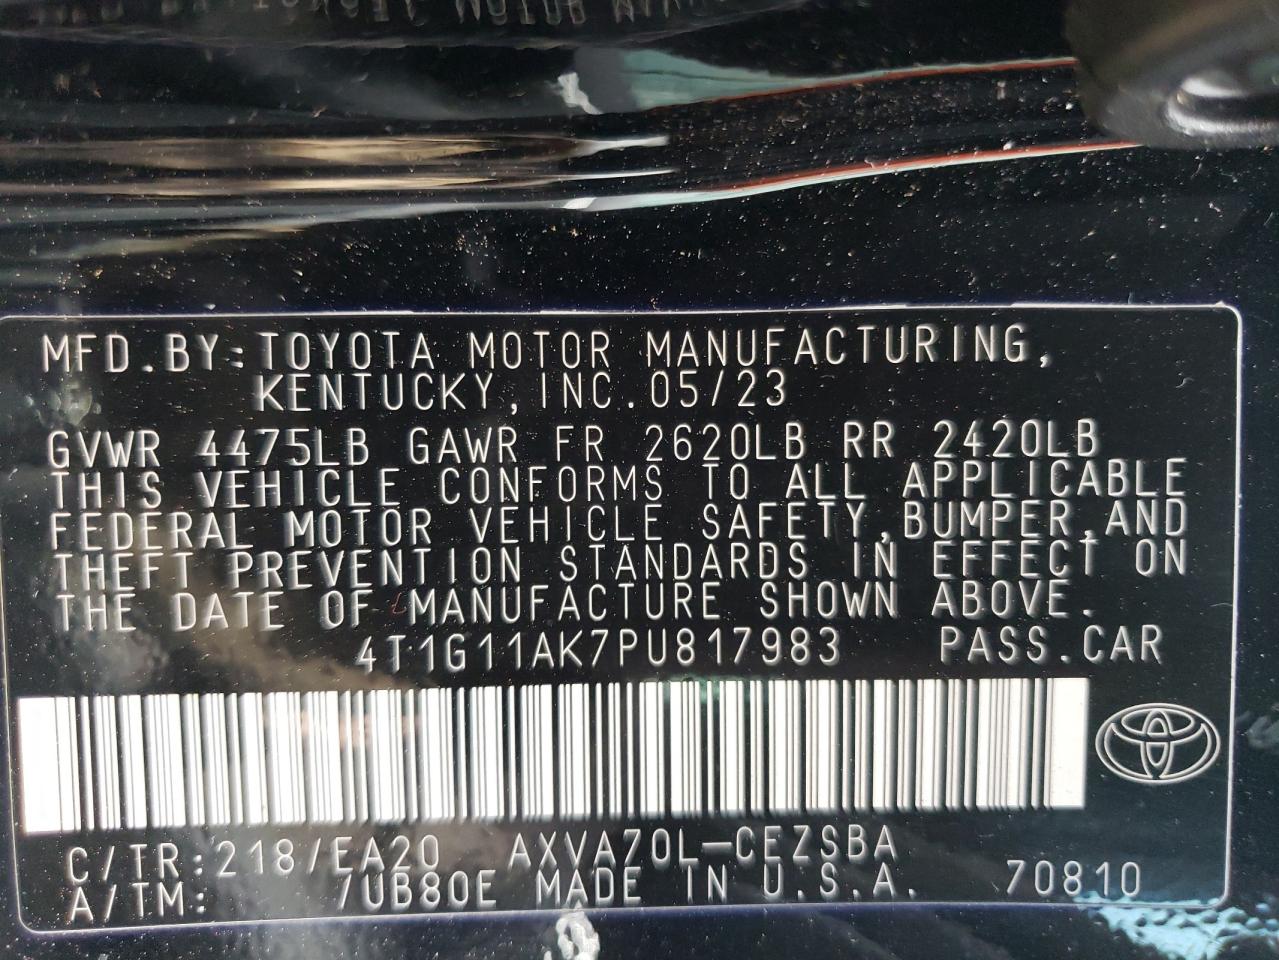 MFD.BY:TOYOTA MOTOR MANUFACTURING,
KENTUCKY,INC.05/23
GVWR 4475LB GAWR FR 2620LB RR 2420LB
THIS VEHICLE CONFORMS TO ALL APPLICABLE
FEDERAL MOTOR VEHICLE SAFETY,BUMPER,AND
THEFT PREVENTION STANDARDS IN EFFECT ON
THE DATE OF MANUFACTURE SHOWN ABOVE.
4T1G11AK7PU817983 PASS.CAR
C/TR:218/EA20 AXVA70L-CEZSBA
A/TM: /UB80E MADE IN U.S.A. 70810